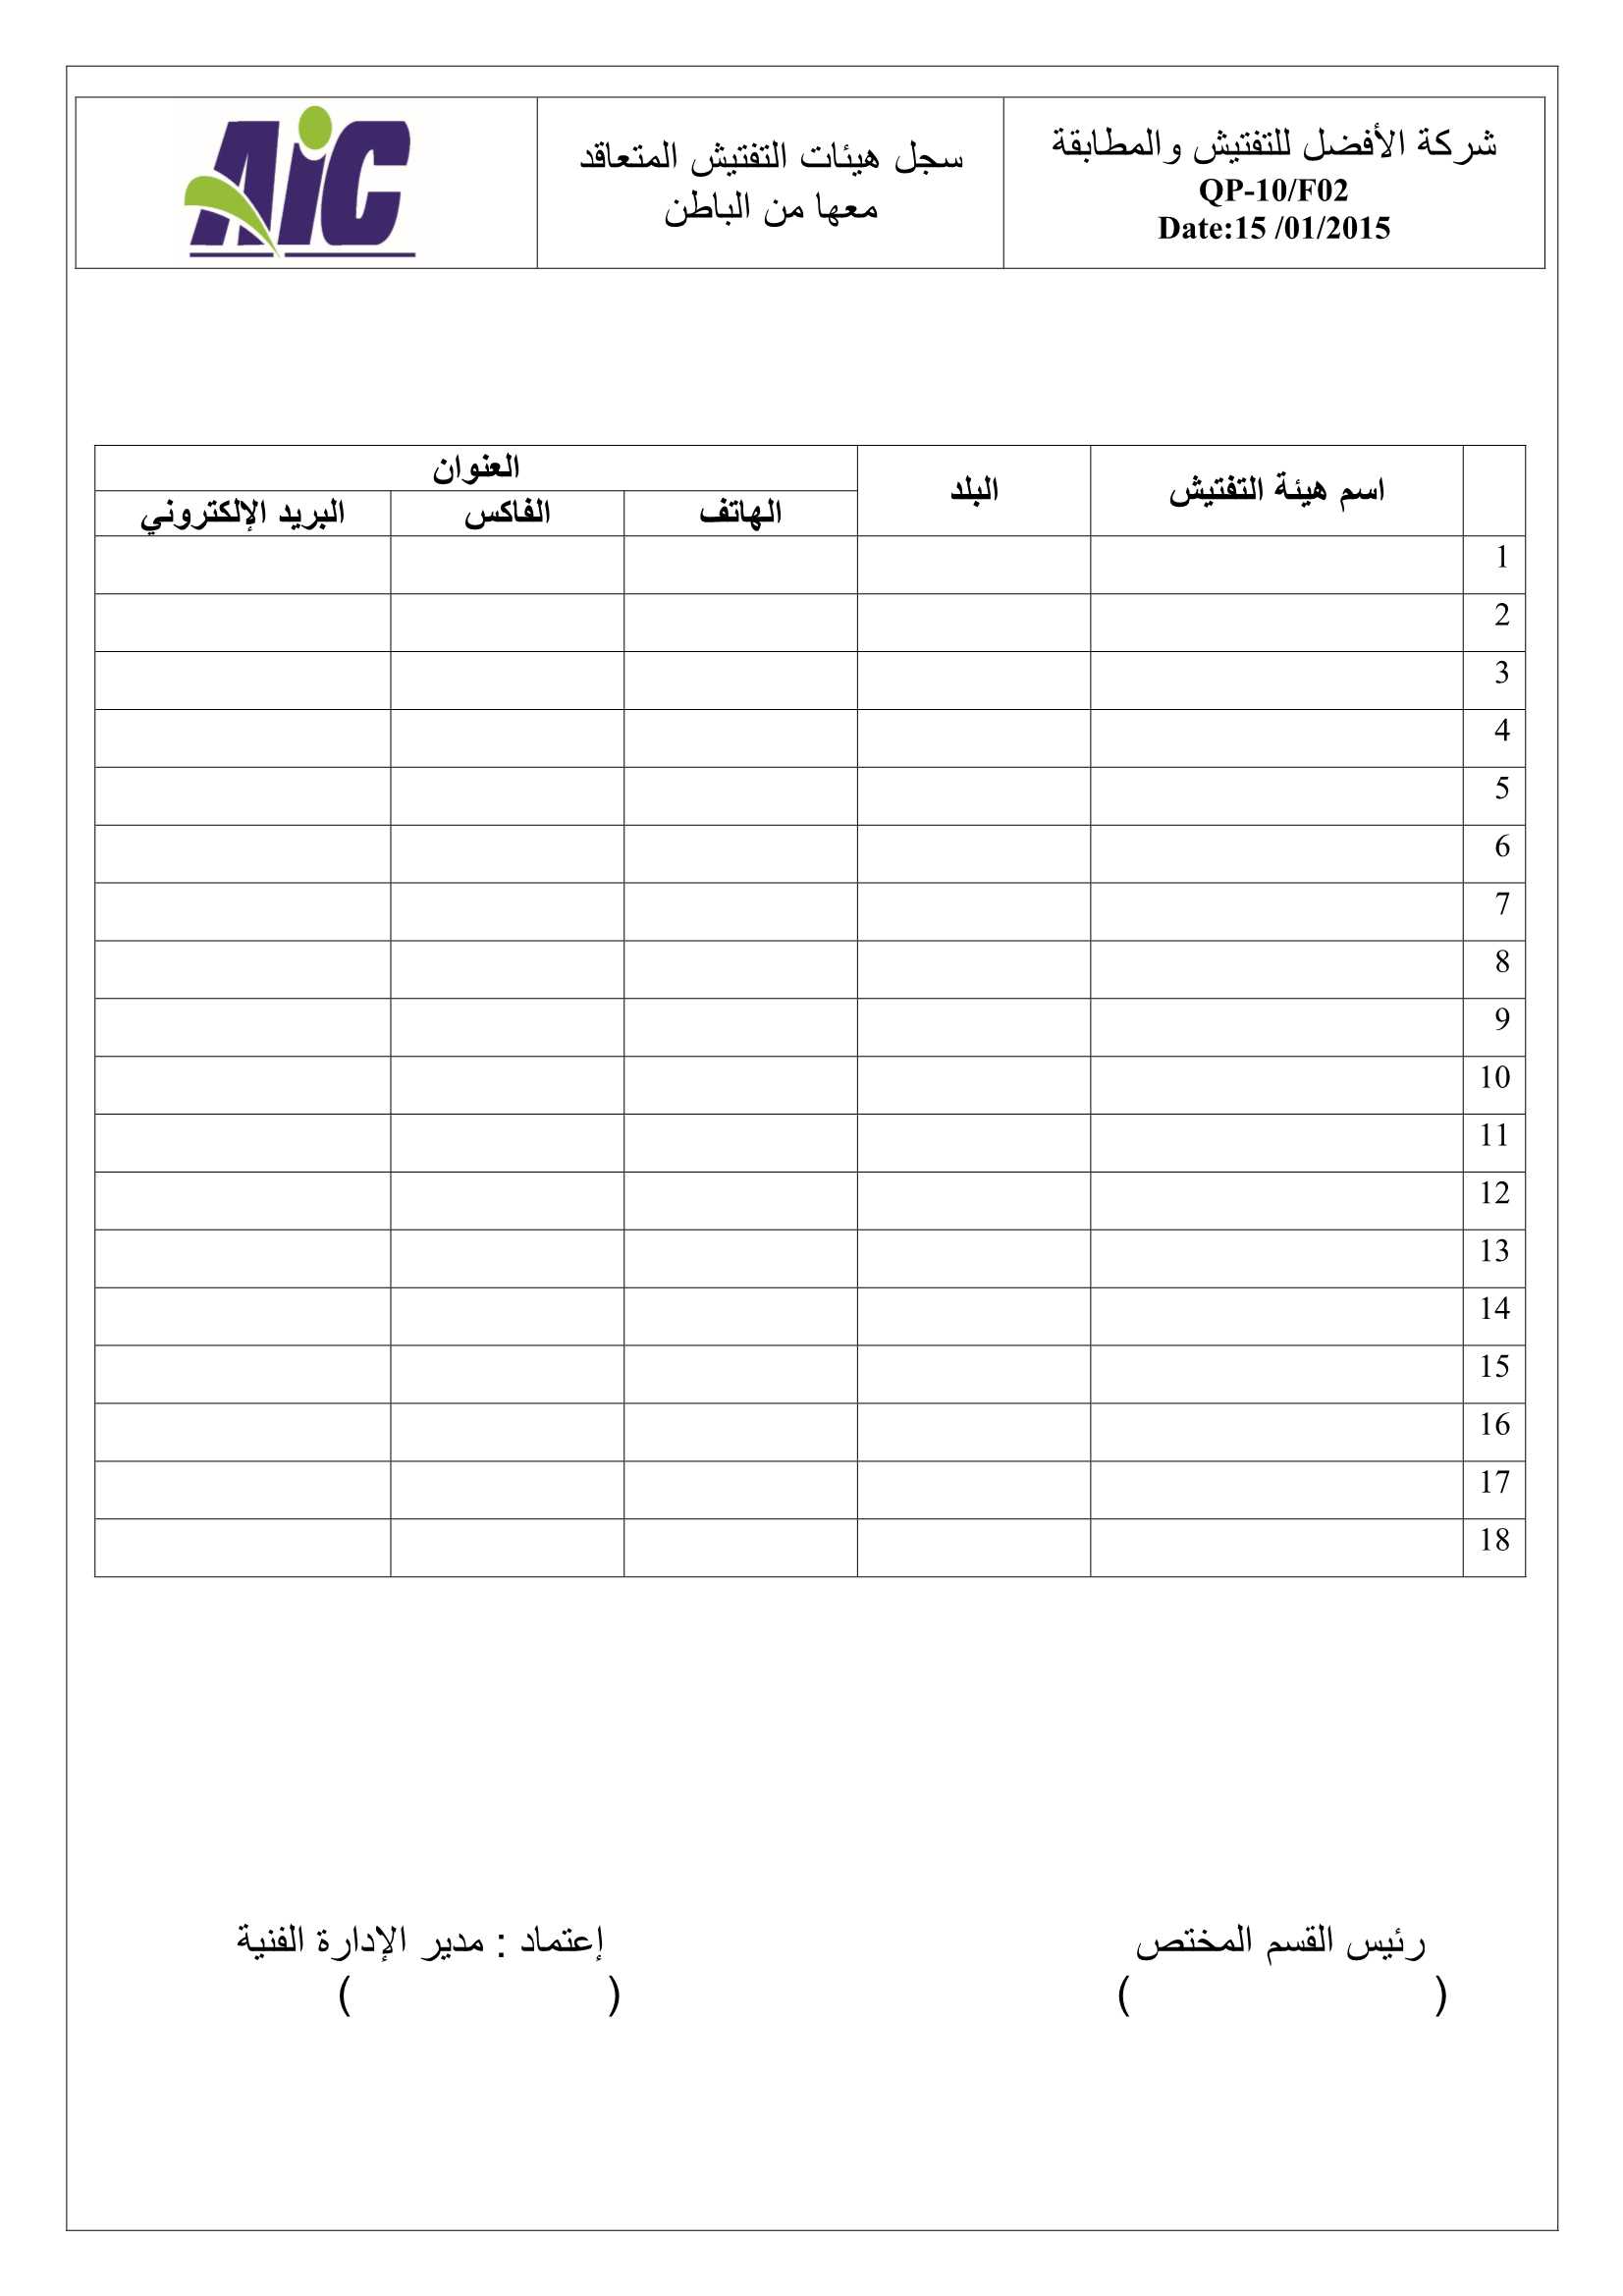 شركة الأفضل للتفتيش والمطابقة
QP-10/F02
Date:15 /01/2015
سجل هيئات التفتيش المتعاقد
معها من الباطن
AiC
العنوان
اسم هيئة التفتيش البلد
الهاتف الفاكس البريد الإلكتروني
1
2
3
4
5
6
7
8
9
10
11
12
13
14
15
16
17
18
رئيس القسم المختص إعتماد : مدير الإدارة الفنية
( ) ( )